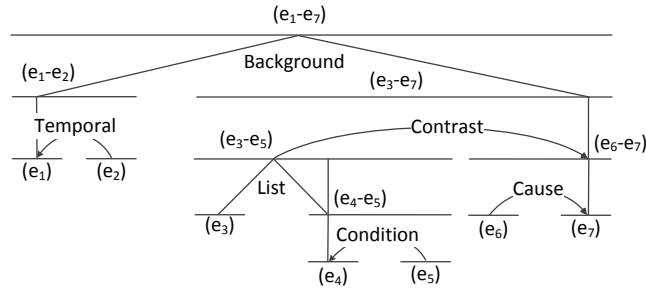 (e1-e7)
(e1-e2)
Background
(e3-e7)
Temporal
(e3-e5)
Contrast
(e6-e7)
(e1)
(e2)
List
(e4-e5)
Cause
(e3)
Condition
(e6)
(e7)
(e4)
(e5)